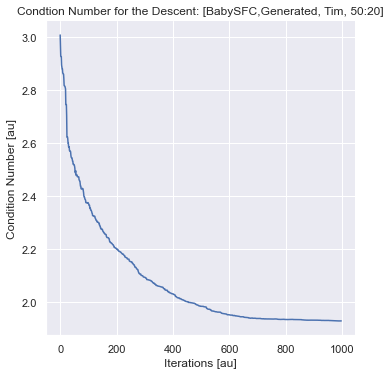 Condtion Number for the Descent: [BabySFC,Generated, Tim, 50:20]
3.0
2.8
2.6
2.4
2.2
2.0
Condition Number [au]
0 200 400 600 800 1000
Iterations [au]